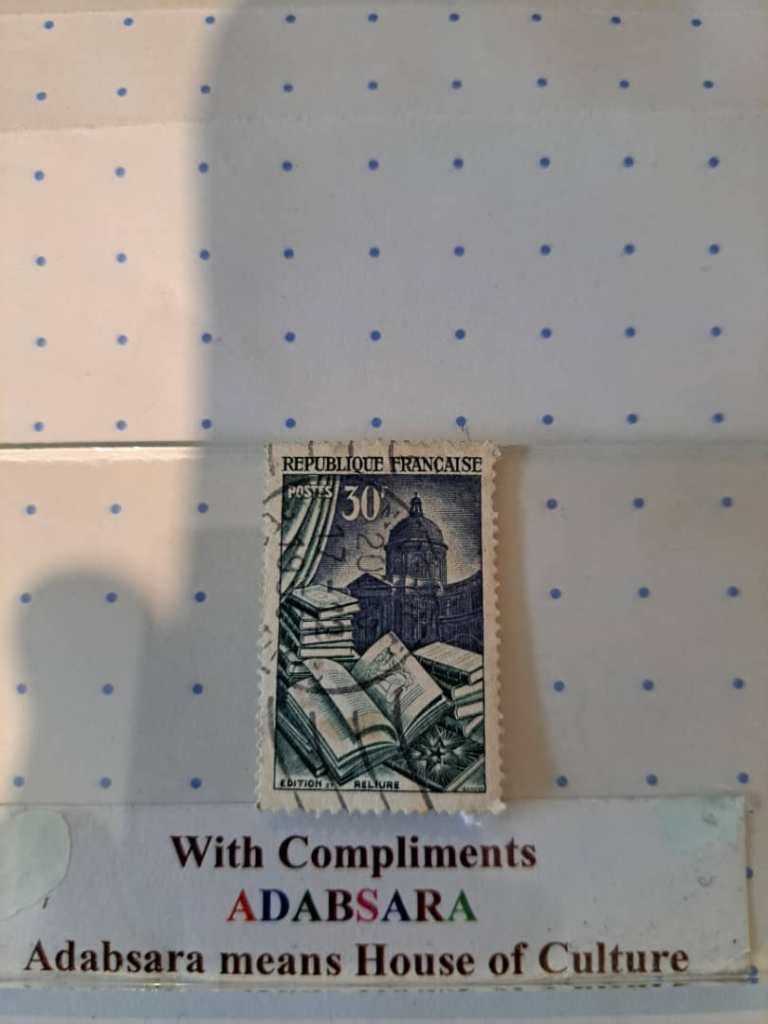 REPUBLIQUE FRANÇAISE
POSTES 30F
EDITION ET RELIURE
With Compliments
ADABSARA
Adabsara means House of Culture